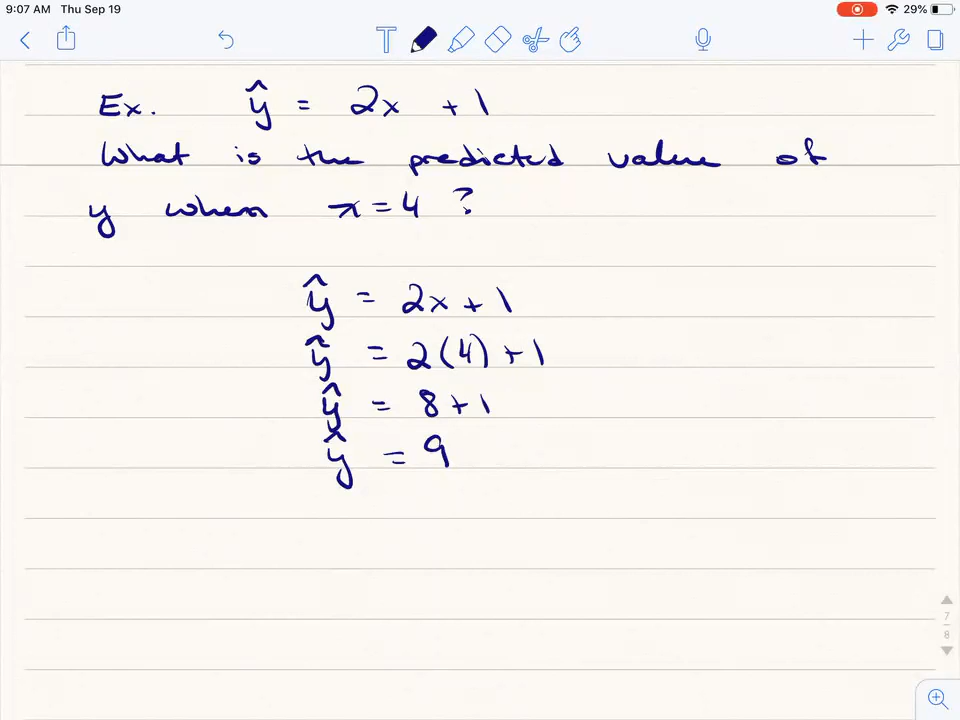 9:07 AM Thu Sep 19 29%
T
Ex. ŷ = 2x + 1
What is the predicted value of
y when x = 4 ?
ŷ = 2x + 1
ŷ = 2(4) + 1
ŷ = 8 + 1
ŷ = 9
7
8